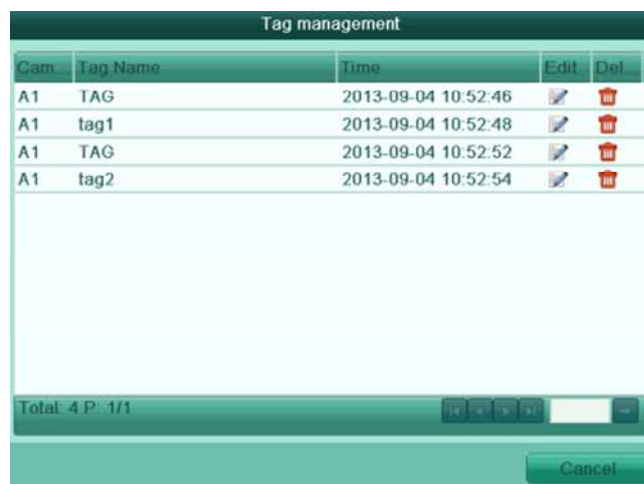 Tag management
Cam... Tag Name Time Edit Del...
A1 TAG 2013-09-04 10:52:46
A1 tag1 2013-09-04 10:52:48
A1 TAG 2013-09-04 10:52:52
A1 tag2 2013-09-04 10:52:54
Total: 4 P: 1/1
Cancel